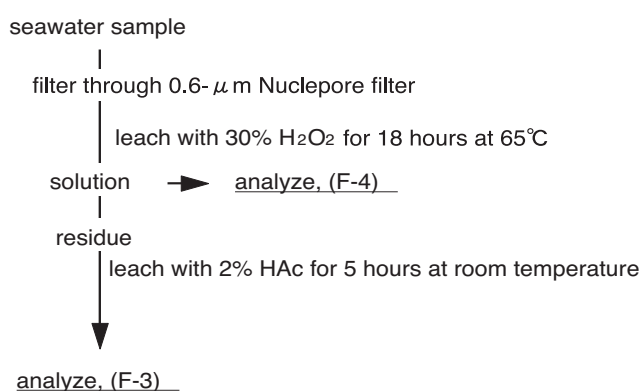 seawater sample
filter through 0.6-μm Nuclepore filter
leach with 30% H₂O₂ for 18 hours at 65℃
solution analyze, (F-4)
residue
leach with 2% HAc for 5 hours at room temperature
analyze, (F-3)